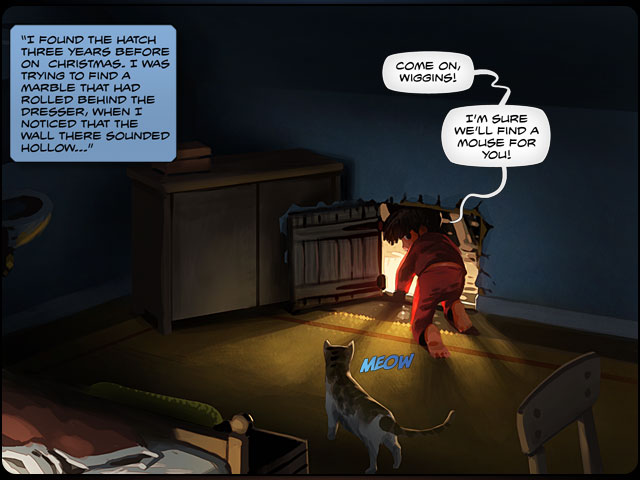 "I FOUND THE HATCH
THREE YEARS BEFORE
ON CHRISTMAS. I WAS
TRYING TO FIND A
MARBLE THAT HAD
ROLLED BEHIND THE
DRESSER, WHEN I
NOTICED THAT THE
WALL THERE SOUNDED
HOLLOW..."
COME ON,
WIGGINS!
I'M SURE
WE'LL FIND A
MOUSE FOR
YOU!
MEOW